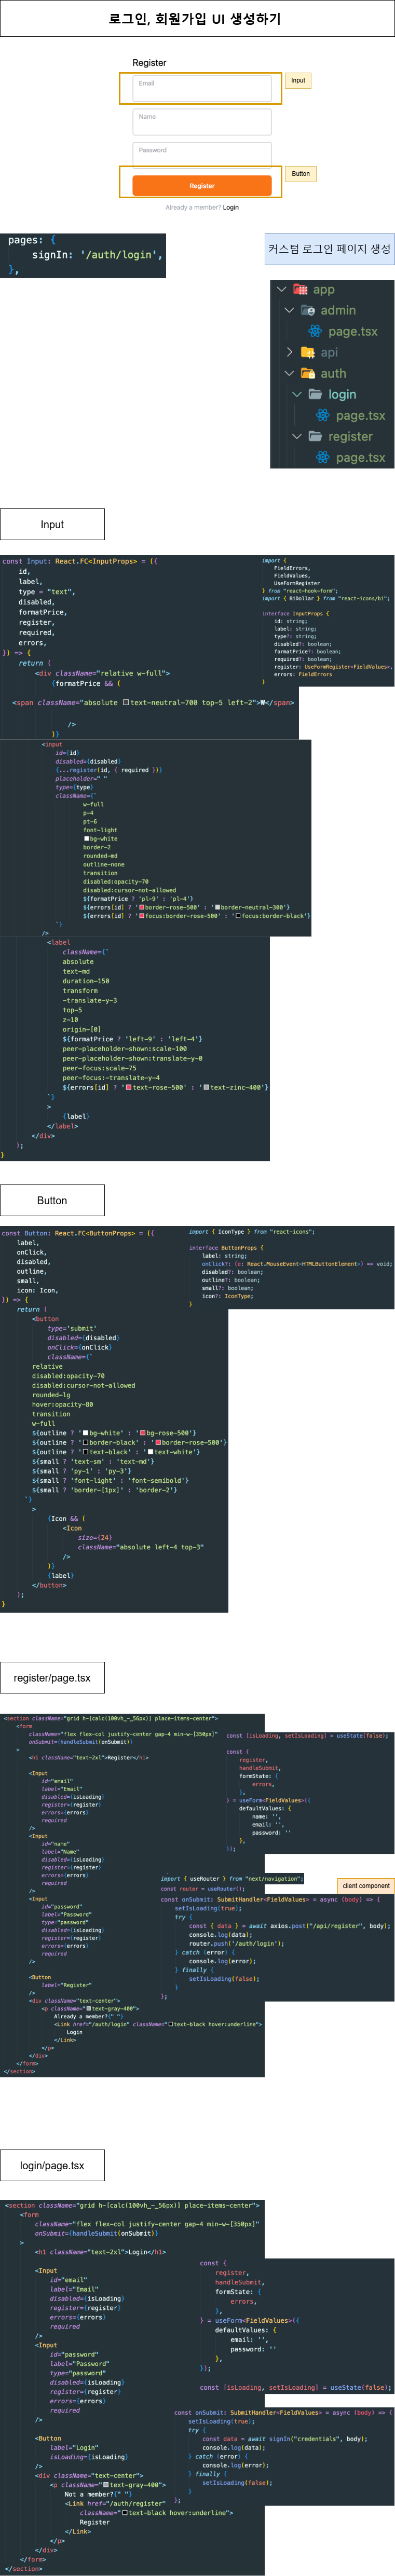 로그인, 회원가입 UI 생성하기
Register
Email
Input
Name
Password
Button
Register
Already a member? Login
pages: {
signIn: '/auth/login',
},
커스텀 로그인 페이지 생성
app
admin
page.tsx
api
auth
login
page.tsx
register
page.tsx
Input
const Input: React.FC<InputProps> = ({
id,
label,
type = "text",
disabled,
formatPrice,
register,
required,
errors,
}) => {
return (
<div className="relative w-full">
{formatPrice && (
<span className="absolute text-neutral-700 top-5 left-2">₩</span>
/>
)}
<input
id={id}
disabled={disabled}
{...register(id, { required })}
placeholder=" "
type={type}
className={`
w-full
p-4
pt-6
font-light
bg-white
border-2
rounded-md
outline-none
transition
disabled:opacity-70
disabled:cursor-not-allowed
${formatPrice ? 'pl-9' : 'pl-4'}
${errors[id] ? 'border-rose-500' : 'border-neutral-300'}
${errors[id] ? 'focus:border-rose-500' : 'focus:border-black'}
`}
/>
<label
className={`
absolute
text-md
duration-150
transform
-translate-y-3
top-5
z-10
origin-[0]
${formatPrice ? 'left-9' : 'left-4'}
peer-placeholder-shown:scale-100
peer-placeholder-shown:translate-y-0
peer-focus:scale-75
peer-focus:-translate-y-4
${errors[id] ? 'text-rose-500' : 'text-zinc-400'}
`}
>
{label}
</label>
</div>
);
}
import {
FieldErrors,
FieldValues,
UseFormRegister
} from "react-hook-form";
import { BiDollar } from "react-icons/bi";
interface InputProps {
id: string;
label: string;
type?: string;
disabled?: boolean;
formatPrice?: boolean;
required?: boolean;
register: UseFormRegister<FieldValues>,
errors: FieldErrors
}
Button
const Button: React.FC<ButtonProps> = ({
label,
onClick,
disabled,
outline,
small,
icon: Icon,
}) => {
return (
<button
type='submit'
disabled={disabled}
onClick={onClick}
className={`
relative
disabled:opacity-70
disabled:cursor-not-allowed
rounded-lg
hover:opacity-80
transition
w-full
${outline ? 'bg-white' : 'bg-rose-500'}
${outline ? 'border-black' : 'border-rose-500'}
${outline ? 'text-black' : 'text-white'}
${small ? 'text-sm' : 'text-md'}
${small ? 'py-1' : 'py-3'}
${small ? 'font-light' : 'font-semibold'}
${small ? 'border-[1px]' : 'border-2'}
`}
>
{Icon && (
<Icon
size={24}
className="absolute left-4 top-3"
/>
)}
{label}
</button>
);
}
import { IconType } from "react-icons";
interface ButtonProps {
label: string;
onClick?: (e: React.MouseEvent<HTMLButtonElement>) => void;
disabled?: boolean;
outline?: boolean;
small?: boolean;
icon?: IconType;
}
register/page.tsx
<section className="grid h-[calc(100vh_-_56px)] place-items-center">
<form
className="flex flex-col justify-center gap-4 min-w-[350px]"
onSubmit={handleSubmit(onSubmit)}
>
<h1 className="text-2xl">Register</h1>
<Input
id="email"
label="Email"
disabled={isLoading}
register={register}
errors={errors}
required
/>
<Input
id="name"
label="Name"
disabled={isLoading}
register={register}
errors={errors}
required
/>
<Input
id="password"
label="Password"
type="password"
disabled={isLoading}
register={register}
errors={errors}
required
/>
<Button
label="Register"
/>
<div className="text-center">
<p className="text-gray-400">
Already a member?{" "}
<Link href="/auth/login" className="text-black hover:underline">
Login
</Link>
</p>
</div>
</form>
</section>
const [isLoading, setIsLoading] = useState(false);
const {
register,
handleSubmit,
formState: {
errors,
},
} = useForm<FieldValues>({
defaultValues: {
name: '',
email: '',
password: ''
},
});
import { useRouter } from "next/navigation";
client component
const router = useRouter();
const onSubmit: SubmitHandler<FieldValues> = async (body) => {
setIsLoading(true);
try {
const { data } = await axios.post("/api/register", body);
console.log(data);
router.push('/auth/login');
} catch (error) {
console.log(error);
} finally {
setIsLoading(false);
}
};
login/page.tsx
<section className="grid h-[calc(100vh_-_56px)] place-items-center">
<form
className="flex flex-col justify-center gap-4 min-w-[350px]"
onSubmit={handleSubmit(onSubmit)}
>
<h1 className="text-2xl">Login</h1>
<Input
id="email"
label="Email"
disabled={isLoading}
register={register}
errors={errors}
required
/>
<Input
id="password"
label="Password"
type="password"
disabled={isLoading}
register={register}
errors={errors}
required
/>
<Button
label="Login"
isLoading={isLoading}
/>
<div className="text-center">
<p className="text-gray-400">
Not a member?{" "}
<Link href="/auth/register"
className="text-black hover:underline">
Register
</Link>
</p>
</div>
</form>
</section>
const {
register,
handleSubmit,
formState: {
errors,
},
} = useForm<FieldValues>({
defaultValues: {
email: '',
password: ''
},
});
const [isLoading, setIsLoading] = useState(false);
const onSubmit: SubmitHandler<FieldValues> = async (body) => {
setIsLoading(true);
try {
const data = await signIn("credentials", body);
console.log(data);
} catch (error) {
console.log(error);
} finally {
setIsLoading(false);
}
};